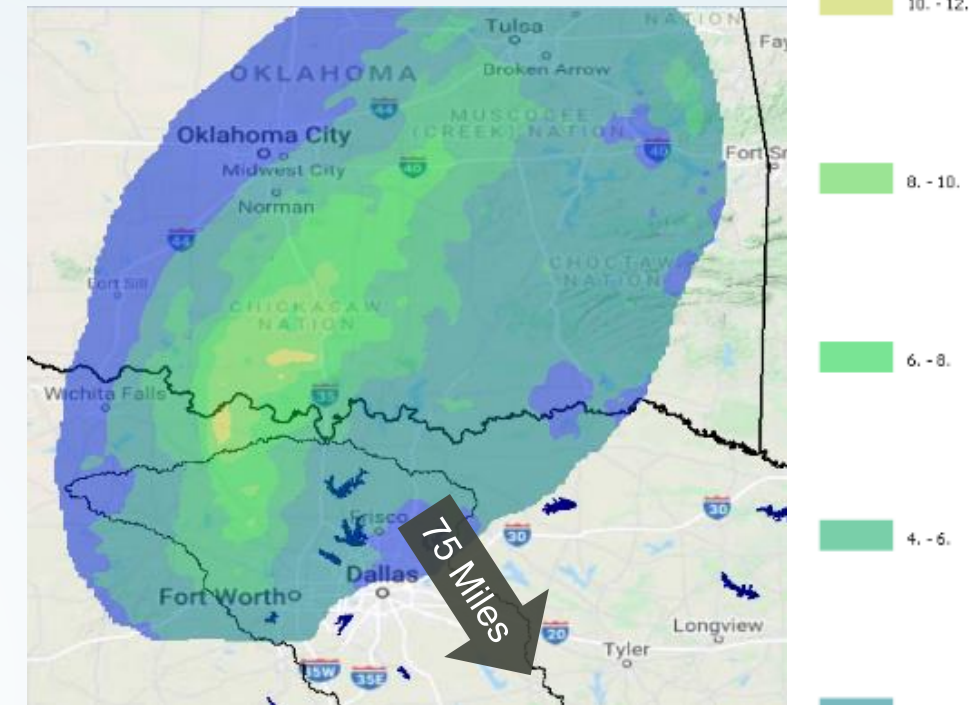 NATION
10. - 12.
Tulsa
Fay
Broken Arrow
OKLAHOMA
44
MUSCOGEE
(CREEK) NATION
Oklahoma City
40
Fort Sm
40
Midwest City
8. - 10.
Norman
44
CHOCTAW
NATION
Fort Sill
CHICKASAW
NATION
6. - 8.
Wichita Falls
35
30
Frisco
30
4. - 6.
75 Miles
Dallas
Fort Worth
20
Longview
Tyler
35W
35E